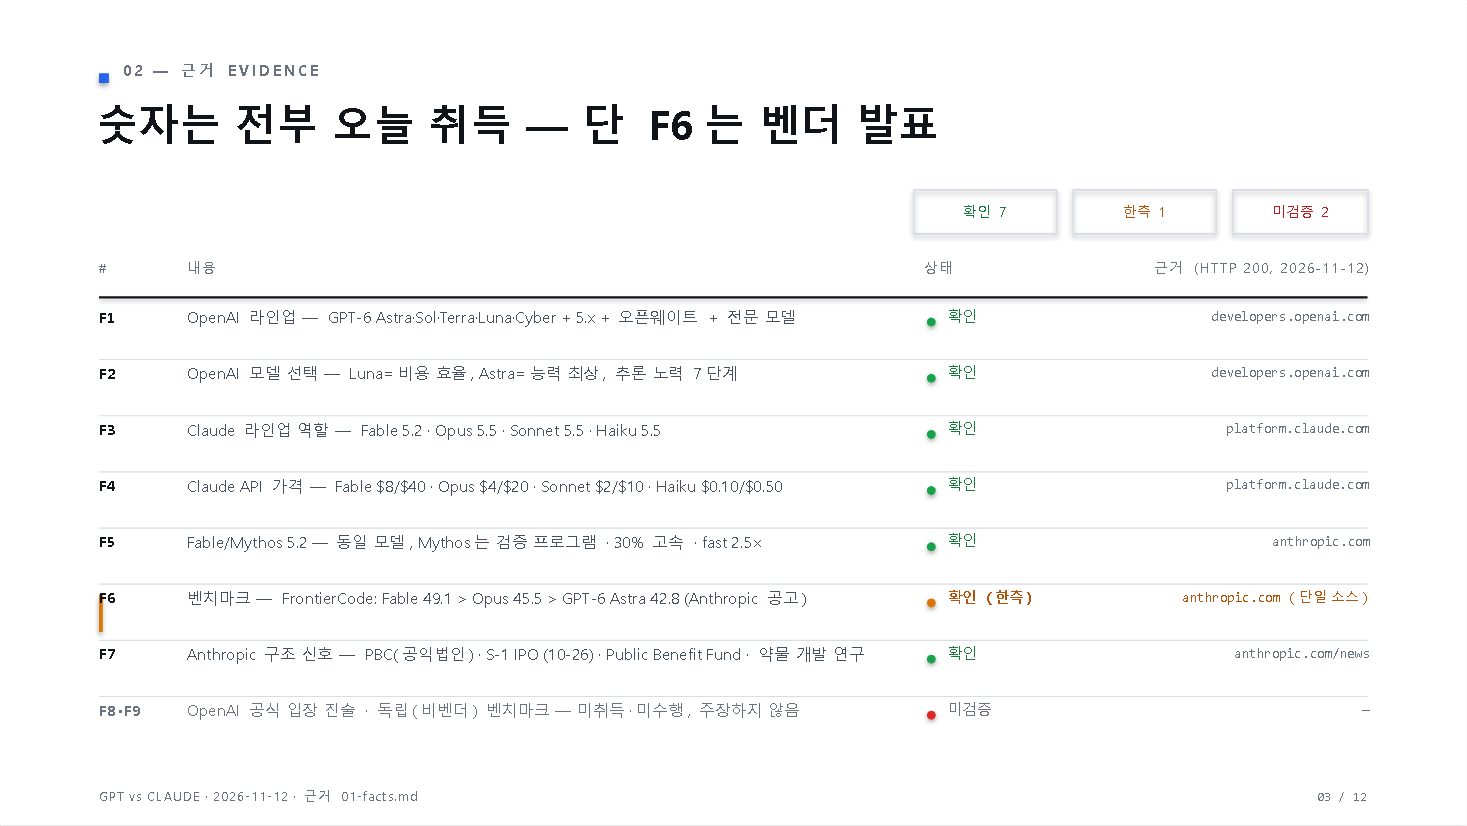 02 — 근거 EVIDENCE
숫자는 전부 오늘 취득 — 단 F6 는 벤더 발표
확인 7 한측 1 미검증 2
# 내용 상태 근거 (HTTP 200, 2026-11-12)
F1 OpenAI 라인업 — GPT-6 Astra·Sol·Terra·Luna·Cyber + 5.x + 오픈웨이트 + 전문 모델 확인 developers.openai.com
F2 OpenAI 모델 선택 — Luna= 비용 효율, Astra= 능력 최상, 추론 노력 7 단계 확인 developers.openai.com
F3 Claude 라인업 역할 — Fable 5.2 · Opus 5.5 · Sonnet 5.5 · Haiku 5.5 확인 platform.claude.com
F4 Claude API 가격 — Fable $8/$40 · Opus $4/$20 · Sonnet $2/$10 · Haiku $0.10/$0.50 확인 platform.claude.com
F5 Fable/Mythos 5.2 — 동일 모델, Mythos 는 검증 프로그램 · 30% 고속 · fast 2.5× 확인 anthropic.com
F6 벤치마크 — FrontierCode: Fable 49.1 > Opus 45.5 > GPT-6 Astra 42.8 (Anthropic 공고) 확인 (한측) anthropic.com (단일 소스)
F7 Anthropic 구조 신호 — PBC(공익법인) · S-1 IPO (10-26) · Public Benefit Fund · 약물 개발 연구 확인 anthropic.com/news
F8·F9 OpenAI 공식 입장 진술 · 독립(비벤더) 벤치마크 — 미취득·미수행, 주장하지 않음 미검증 —
GPT vs CLAUDE · 2026-11-12 · 근거 01-facts.md 03 / 12